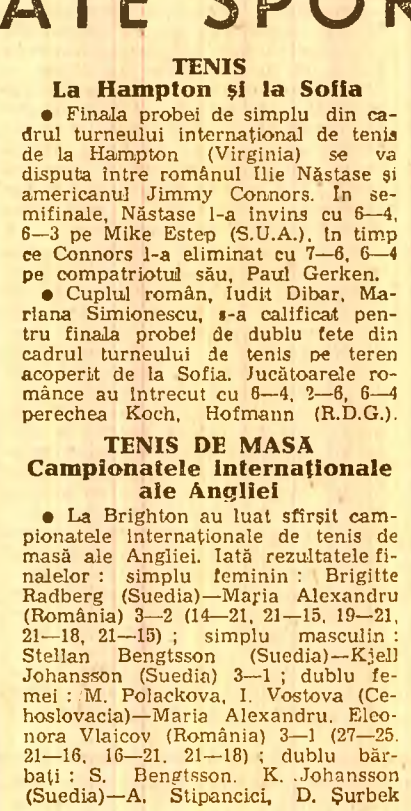 ATE SPOR
TENIS
La Hampton și la Sofia
● Finala probei de simplu din ca-
drul turneului internațional de tenis
de la Hampton (Virginia) se va
disputa între românul Ilie Năstase și
americanul Jimmy Connors. În se-
mifinale, Năstase l-a învins cu 6—4,
6—3 pe Mike Estep (S.U.A.), în timp
ce Connors l-a eliminat cu 7—6, 6—4
pe compatriotul său, Paul Gerken.
● Cuplul român, Iudit Dibar, Ma-
riana Simionescu, s-a calificat pen-
tru finala probei de dublu fete din
cadrul turneului de tenis pe teren
acoperit de la Sofia. Jucătoarele ro-
mânce au întrecut cu 6—4, 2—6, 6—4
perechea Koch, Hofmann (R.D.G.).
TENIS DE MASĂ
Campionatele internaționale
ale Angliei
● La Brighton au luat sfîrșit cam-
pionatele internaționale de tenis de
masă ale Angliei. Iată rezultatele fi-
nalelor : simplu feminin : Brigitte
Radberg (Suedia)—Maria Alexandru
(România) 3—2 (14—21, 21—15, 19—21,
21—18, 21—15) ; simplu masculin :
Stellan Bengtsson (Suedia)—Kjell
Johansson (Suedia) 3—1 ; dublu fe-
mei : M. Polackova, I. Vostova (Ce-
hoslovacia)—Maria Alexandru, Eleo-
nora Vlaicov (România) 3—1 (27—25,
21—16, 16—21, 21—18) ; dublu băr-
bați : S. Bengtsson, K. Johansson
(Suedia)—A. Stipancici, D. Șurbek